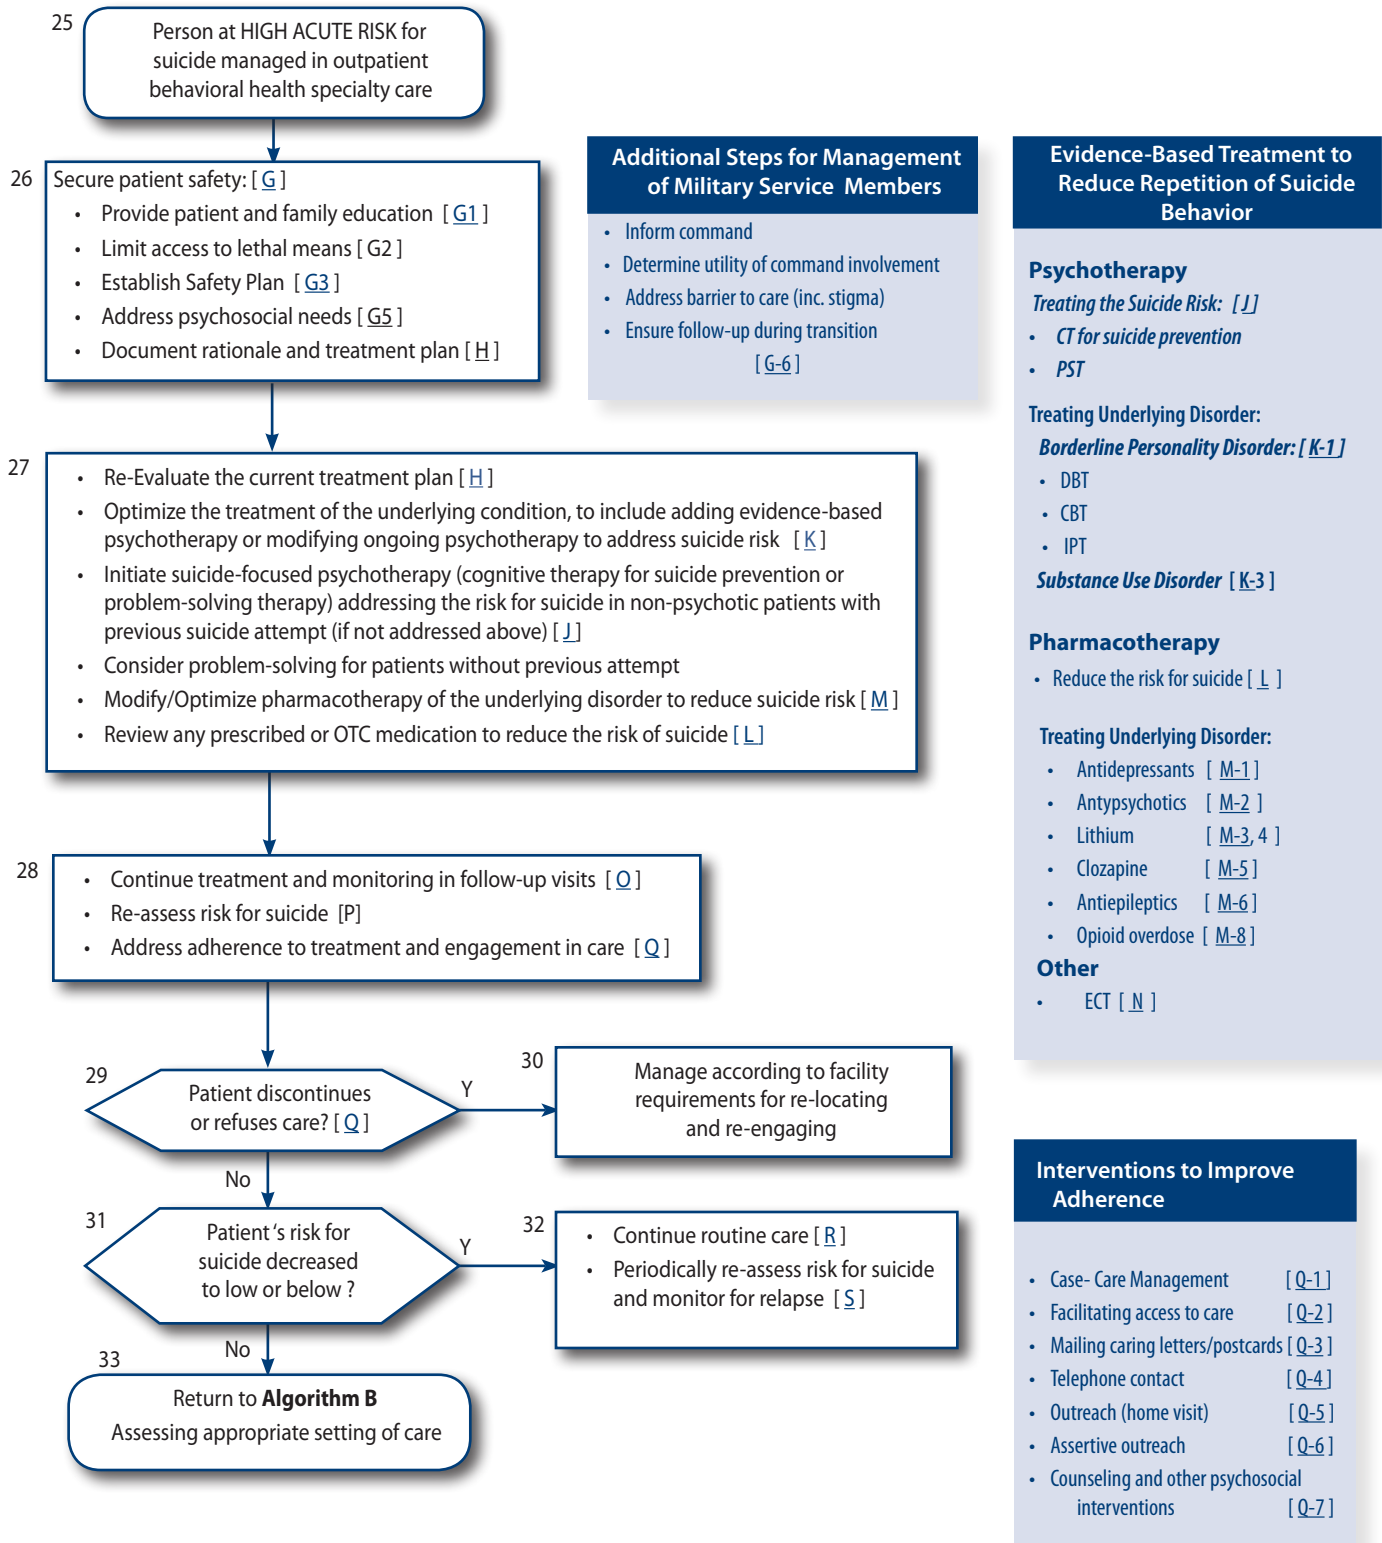 25
Person at HIGH ACUTE RISK for
suicide managed in outpatient
behavioral health specialty care
26
Secure patient safety: [ G ]
• Provide patient and family education [ G1 ]
• Limit access to lethal means [ G2 ]
• Establish Safety Plan [ G3 ]
• Address psychosocial needs [ G5 ]
• Document rationale and treatment plan [ H ]
Additional Steps for Management
of Military Service Members
• Inform command
• Determine utility of command involvement
• Address barrier to care (inc. stigma)
• Ensure follow-up during transition
[ G-6 ]
27
• Re-Evaluate the current treatment plan [ H ]
• Optimize the treatment of the underlying condition, to include adding evidence-based
psychotherapy or modifying ongoing psychotherapy to address suicide risk [ K ]
• Initiate suicide-focused psychotherapy (cognitive therapy for suicide prevention or
problem-solving therapy) addressing the risk for suicide in non-psychotic patients with
previous suicide attempt (if not addressed above) [ J ]
• Consider problem-solving for patients without previous attempt
• Modify/Optimize pharmacotherapy of the underlying disorder to reduce suicide risk [ M ]
• Review any prescribed or OTC medication to reduce the risk of suicide [ L ]
28
• Continue treatment and monitoring in follow-up visits [ O ]
• Re-assess risk for suicide [P]
• Address adherence to treatment and engagement in care [ Q ]
29
Patient discontinues
or refuses care? [ Q ]
Y
30
Manage according to facility
requirements for re-locating
and re-engaging
No
31
Patient's risk for
suicide decreased
to low or below ?
Y
32
• Continue routine care [ R ]
• Periodically re-assess risk for suicide
and monitor for relapse [ S ]
No
33
Return to Algorithm B
Assessing appropriate setting of care
Evidence-Based Treatment to
Reduce Repetition of Suicide
Behavior
Psychotherapy
Treating the Suicide Risk: [ J ]
• CT for suicide prevention
• PST
Treating Underlying Disorder:
Borderline Personality Disorder: [ K-1 ]
• DBT
• CBT
• IPT
Substance Use Disorder [ K-3 ]
Pharmacotherapy
• Reduce the risk for suicide [ L ]
Treating Underlying Disorder:
• Antidepressants [ M-1 ]
• Antypsychotics [ M-2 ]
• Lithium [ M-3, 4 ]
• Clozapine [ M-5 ]
• Antiepileptics [ M-6 ]
• Opioid overdose [ M-8 ]
Other
• ECT [ N ]
Interventions to Improve
Adherence
• Case- Care Management [ Q-1 ]
• Facilitating access to care [ Q-2 ]
• Mailing caring letters/postcards [ Q-3 ]
• Telephone contact [ Q-4 ]
• Outreach (home visit) [ Q-5 ]
• Assertive outreach [ Q-6 ]
• Counseling and other psychosocial
interventions [ Q-7 ]